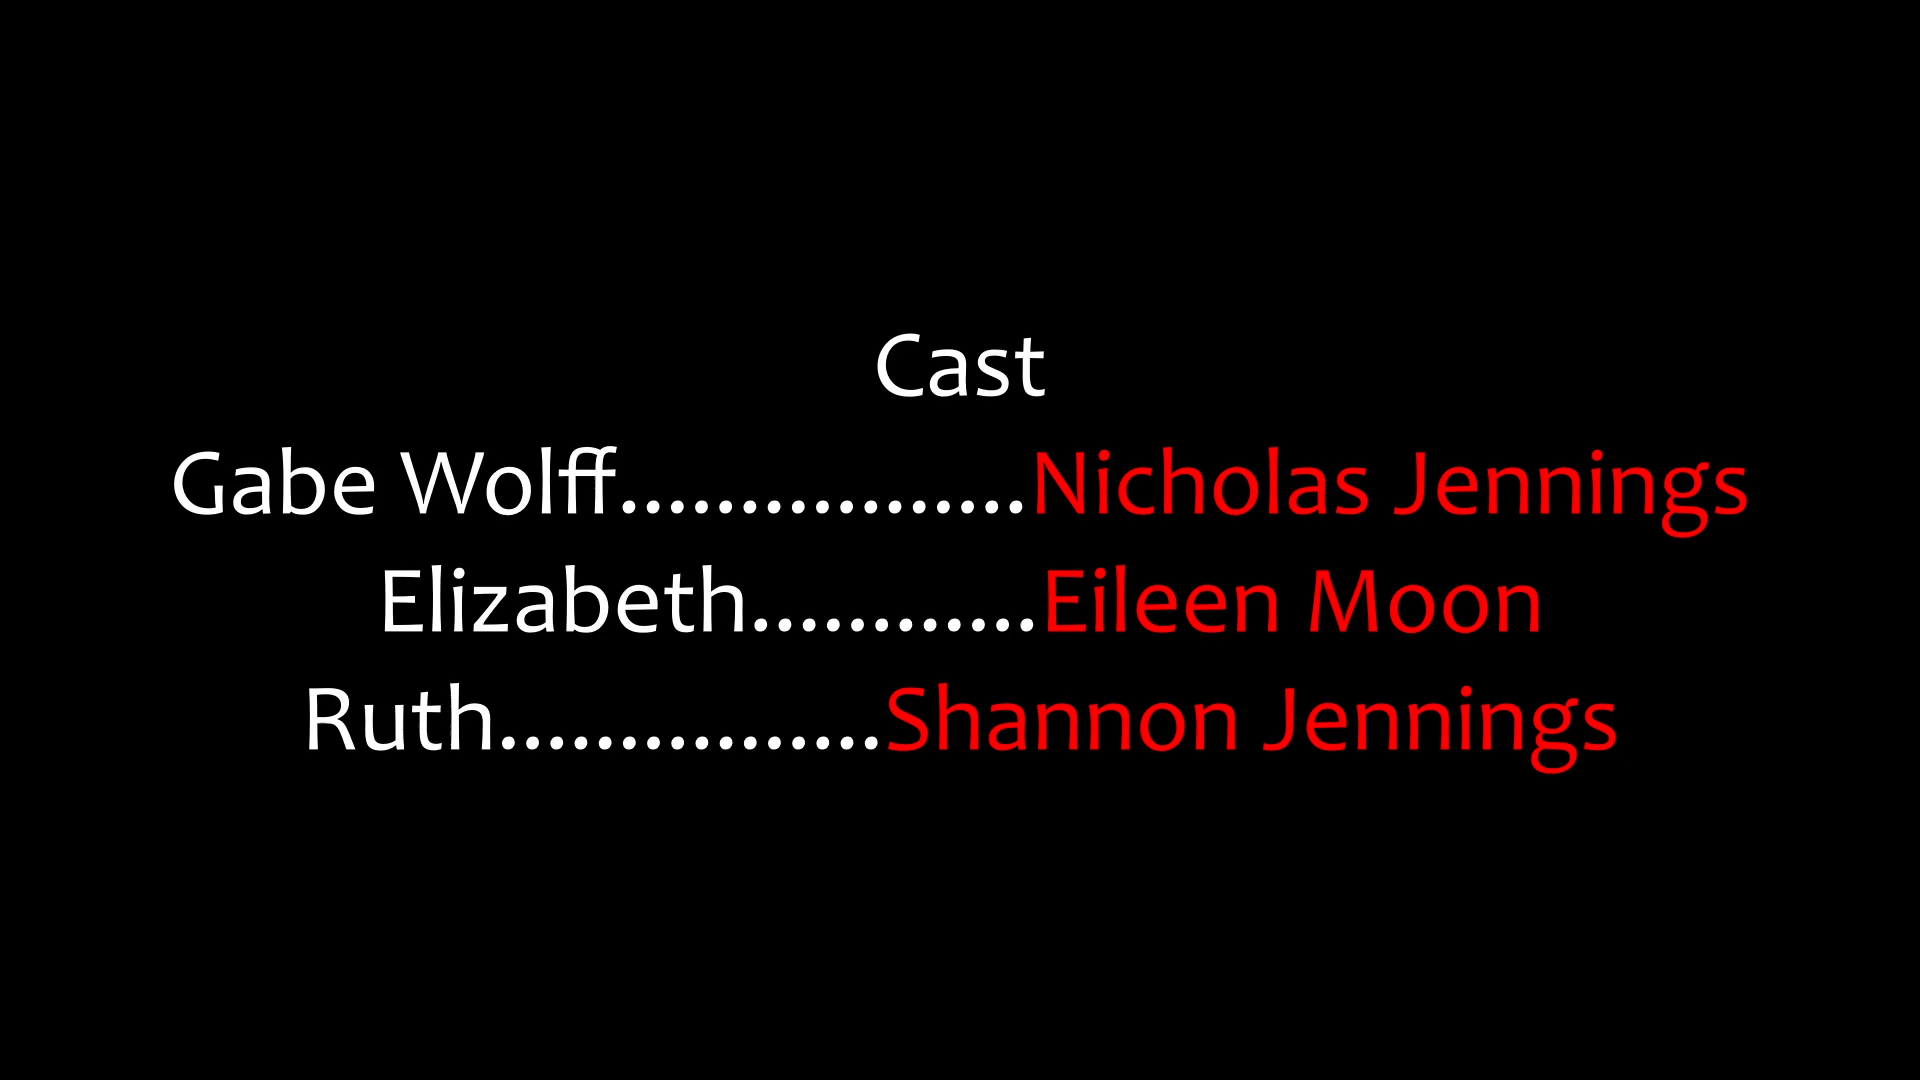 Cast
Gabe Wolff.................Nicholas Jennings
Elizabeth............Eileen Moon
Ruth................Shannon Jennings